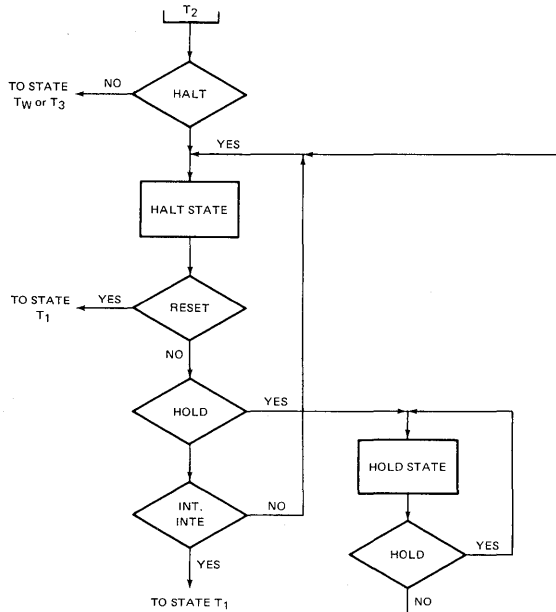 T2
HALT
NO
TO STATE
TW or T3
YES
HALT STATE
RESET
YES
TO STATE
T1
NO
HOLD
YES
HOLD STATE
INT.
INTE
NO
HOLD
YES
YES
NO
TO STATE T1